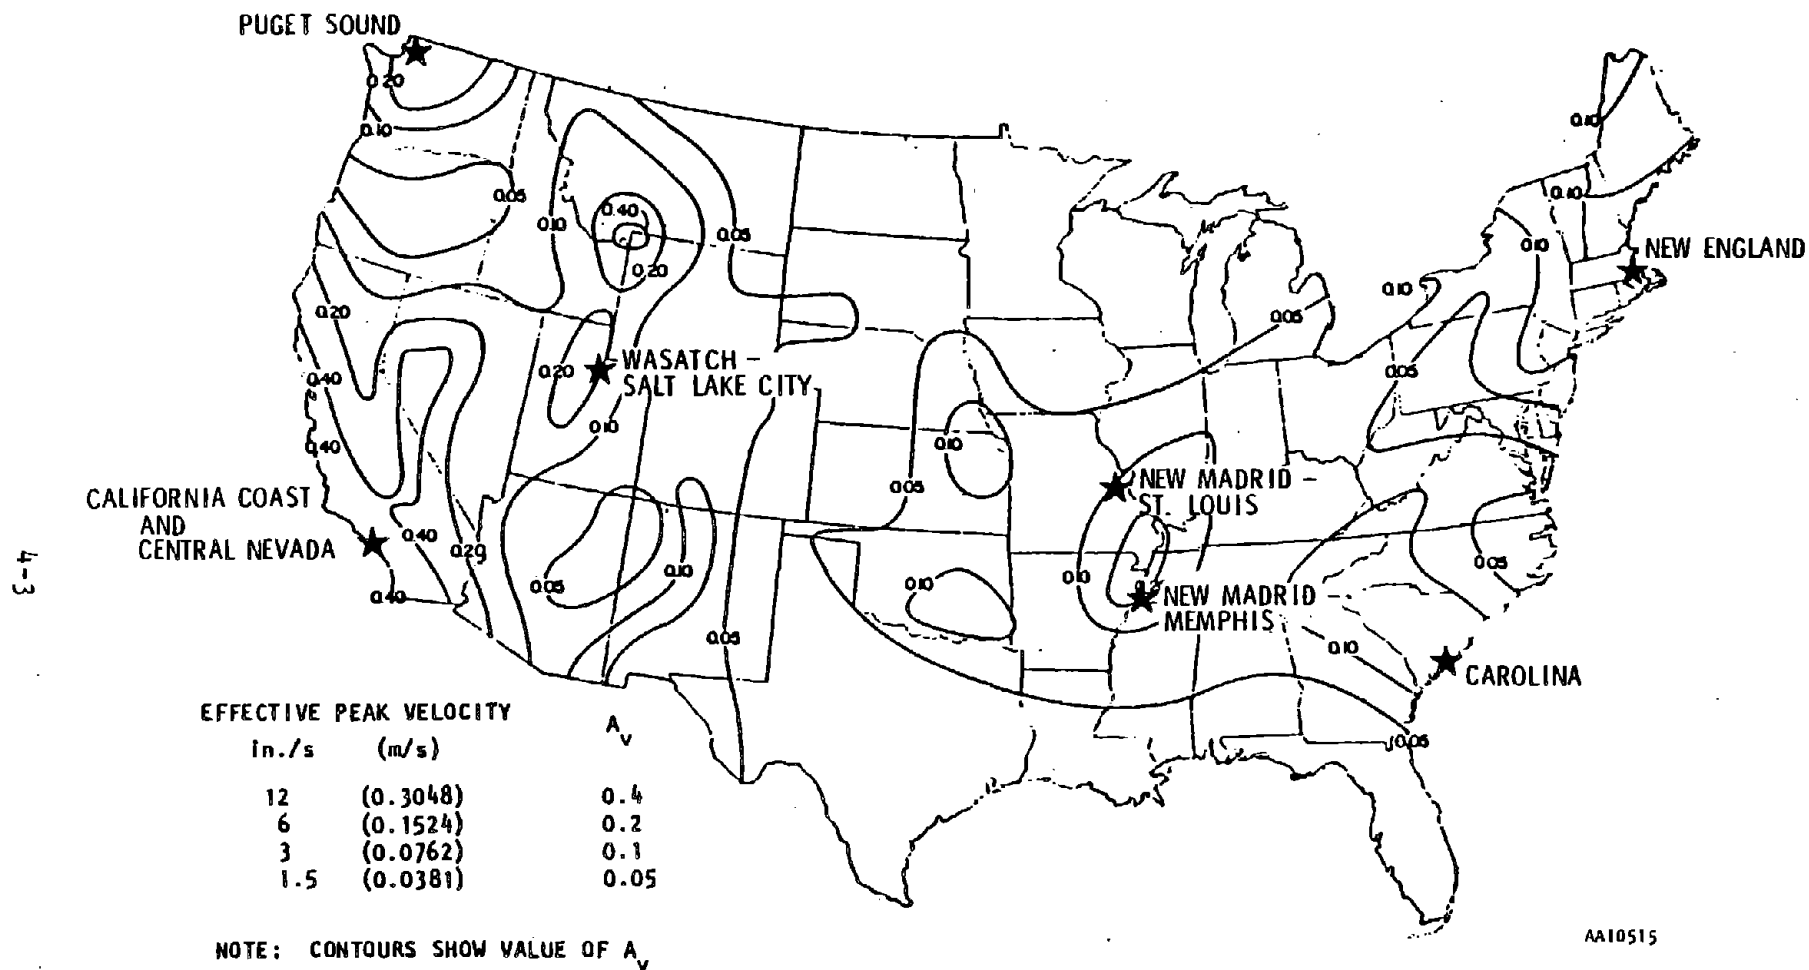 PUGET SOUND
0.20
0.10
0.05
0.10
0.40
0.05
0.20
0.20
0.10
0.10
0.10
NEW ENGLAND
0.10
0.05
0.05
WASATCH –
SALT LAKE CITY
0.20
0.40
0.10
0.40
0.10
0.05
NEW MADRID –
ST. LOUIS
CALIFORNIA COAST
AND
CENTRAL NEVADA
0.40
0.20
0.05
0.10
0.10
0.10
0.05
0.40
NEW MADRID –
MEMPHIS
0.05
0.10
CAROLINA
0.05
4-3
EFFECTIVE PEAK VELOCITY
in./s (m/s) Av
12 (0.3048) 0.4
6 (0.1524) 0.2
3 (0.0762) 0.1
1.5 (0.0381) 0.05
NOTE: CONTOURS SHOW VALUE OF Av
AA10515